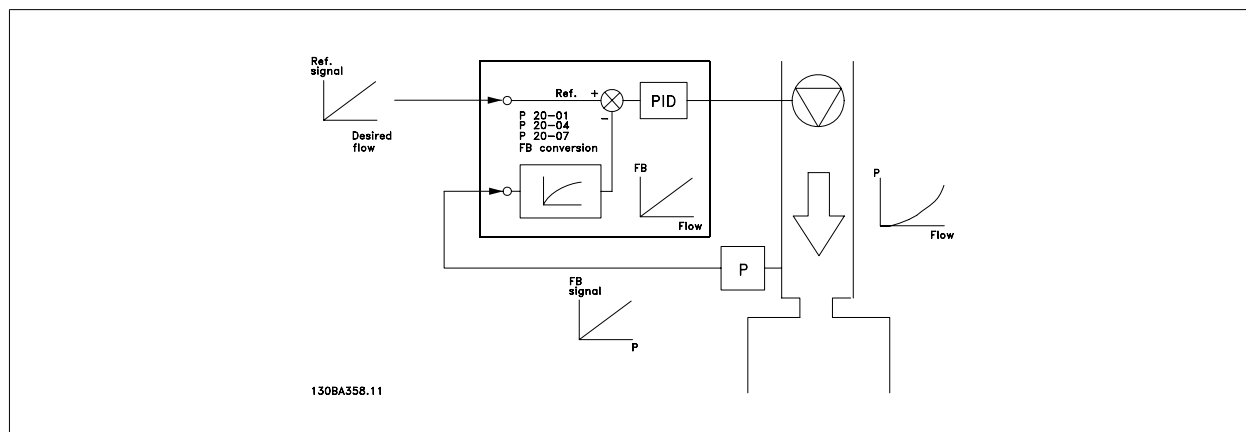 Ref.
signal
Desired
flow
Ref.
+
-
P 20-01
P 20-04
P 20-07
FB conversion
PID
FB
Flow
P
Flow
P
FB
signal
P
130BA358.11